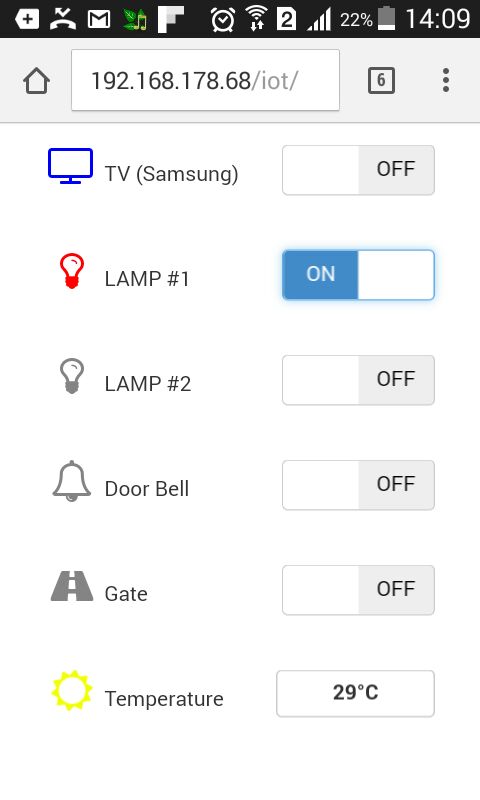 2 22% 14:09
192.168.178.68/iot/ 6
TV (Samsung) OFF
LAMP #1 ON
LAMP #2 OFF
Door Bell OFF
Gate OFF
Temperature 29°C